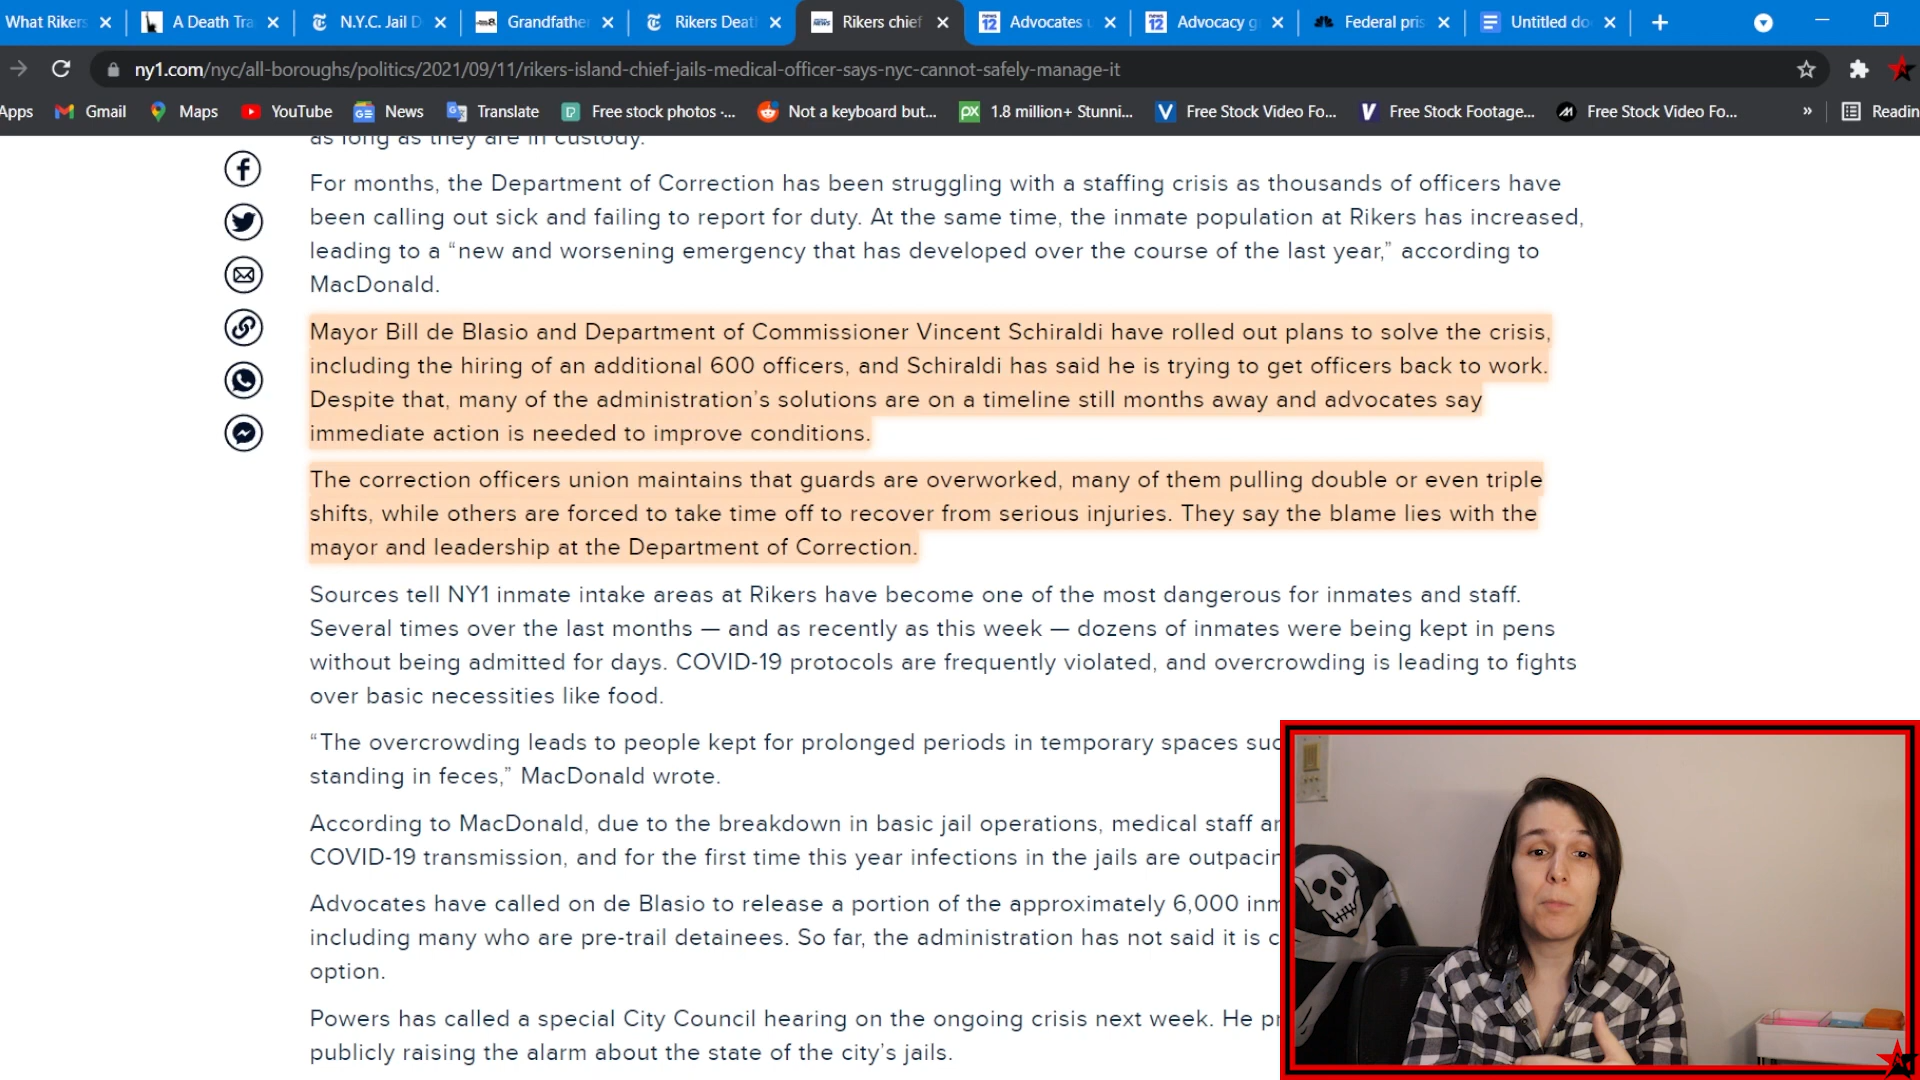 What Rikers
A Death Tra
N.Y.C. Jail D
Grandfathe
Rikers Deat
Rikers chief
Advocates
Advocacy g
Federal pris
Untitled do
ny1.com/nyc/all-boroughs/politics/2021/09/11/rikers-island-chief-jails-medical-officer-says-nyc-cannot-safely-manage-it
Apps Gmail Maps YouTube News Translate Free stock photos ·... Not a keyboard but... 1.8 million+ Stunni... Free Stock Video Fo... Free Stock Footage... Free Stock Video Fo... » Readin
as long as they are in custody.
For months, the Department of Correction has been struggling with a staffing crisis as thousands of officers have
been calling out sick and failing to report for duty. At the same time, the inmate population at Rikers has increased,
leading to a “new and worsening emergency that has developed over the course of the last year,” according to
MacDonald.
Mayor Bill de Blasio and Department of Commissioner Vincent Schiraldi have rolled out plans to solve the crisis,
including the hiring of an additional 600 officers, and Schiraldi has said he is trying to get officers back to work.
Despite that, many of the administration’s solutions are on a timeline still months away and advocates say
immediate action is needed to improve conditions.
The correction officers union maintains that guards are overworked, many of them pulling double or even triple
shifts, while others are forced to take time off to recover from serious injuries. They say the blame lies with the
mayor and leadership at the Department of Correction.
Sources tell NY1 inmate intake areas at Rikers have become one of the most dangerous for inmates and staff.
Several times over the last months — and as recently as this week — dozens of inmates were being kept in pens
without being admitted for days. COVID-19 protocols are frequently violated, and overcrowding is leading to fights
over basic necessities like food.
“The overcrowding leads to people kept for prolonged periods in temporary spaces suc
standing in feces,” MacDonald wrote.
According to MacDonald, due to the breakdown in basic jail operations, medical staff ar
COVID-19 transmission, and for the first time this year infections in the jails are outpacin
Advocates have called on de Blasio to release a portion of the approximately 6,000 inm
including many who are pre-trail detainees. So far, the administration has not said it is c
option.
Powers has called a special City Council hearing on the ongoing crisis next week. He pr
publicly raising the alarm about the state of the city’s jails.